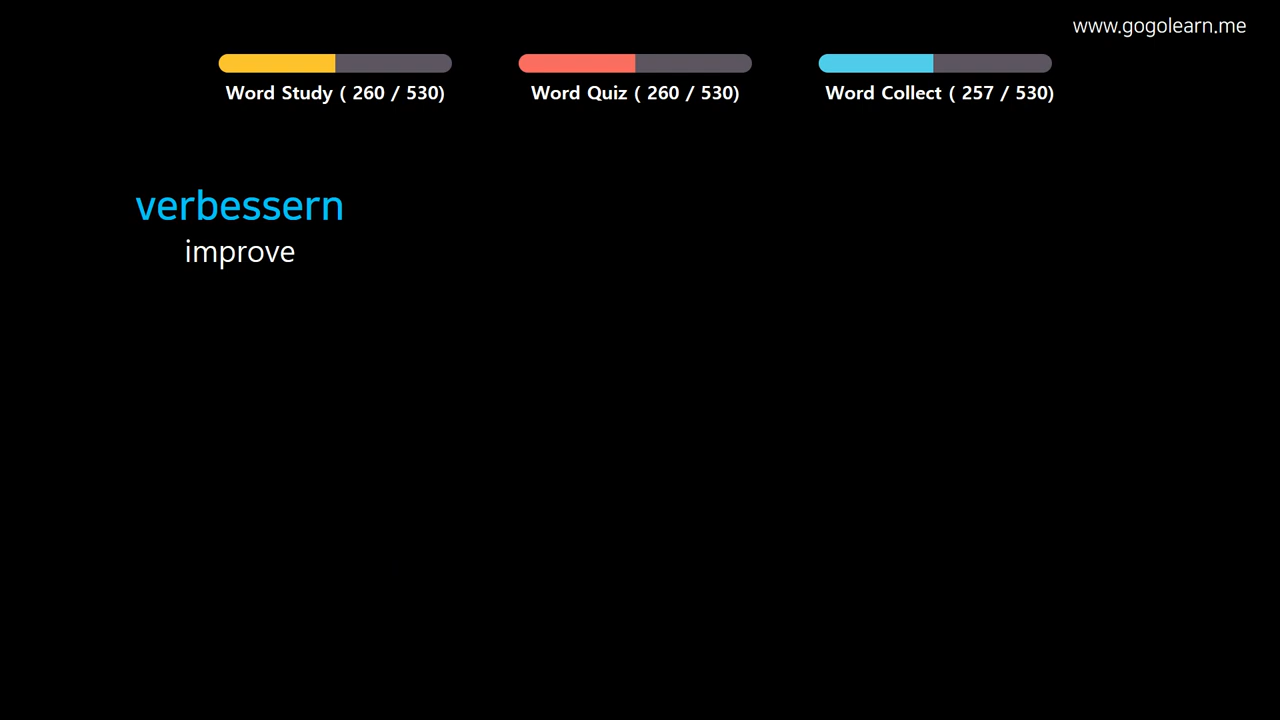 www.gogolearn.me
Word Study ( 260 / 530)
Word Quiz ( 260 / 530)
Word Collect ( 257 / 530)
verbessern
improve